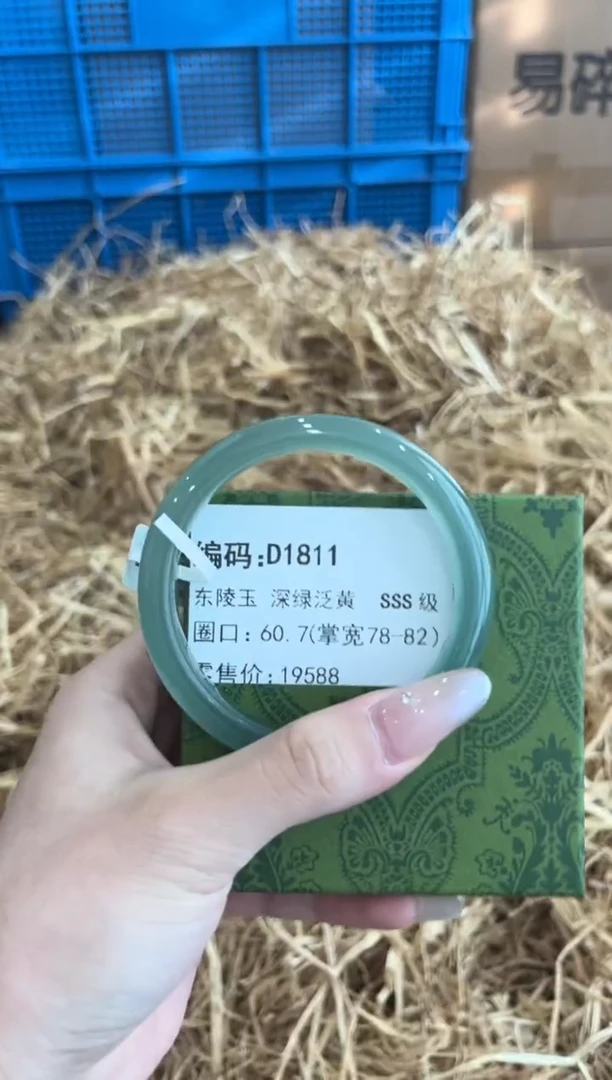 易碎
编码:D1811
东陵玉 深绿泛黄 SSS级
圈口:60.7(掌宽78-82)
零售价:19588